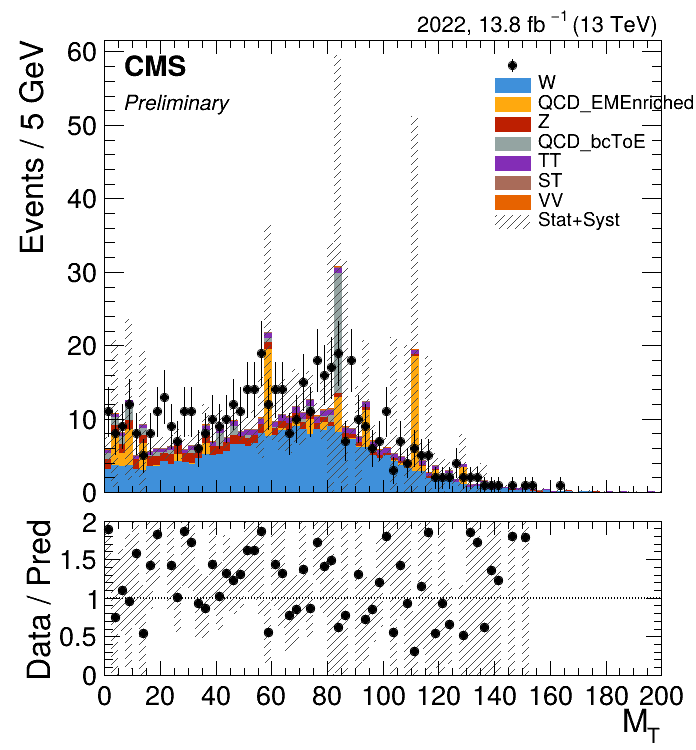 2022, 13.8 fb⁻¹ (13 TeV)
Events / 5 GeV
60
50
40
30
20
10
0
CMS
Preliminary
W
QCD_EMEnriched
Z
QCD_bcToE
TT
ST
VV
Stat+Syst
Data / Pred
2
1.5
1
0.5
0
0 20 40 60 80 100 120 140 160 180 200
M_T